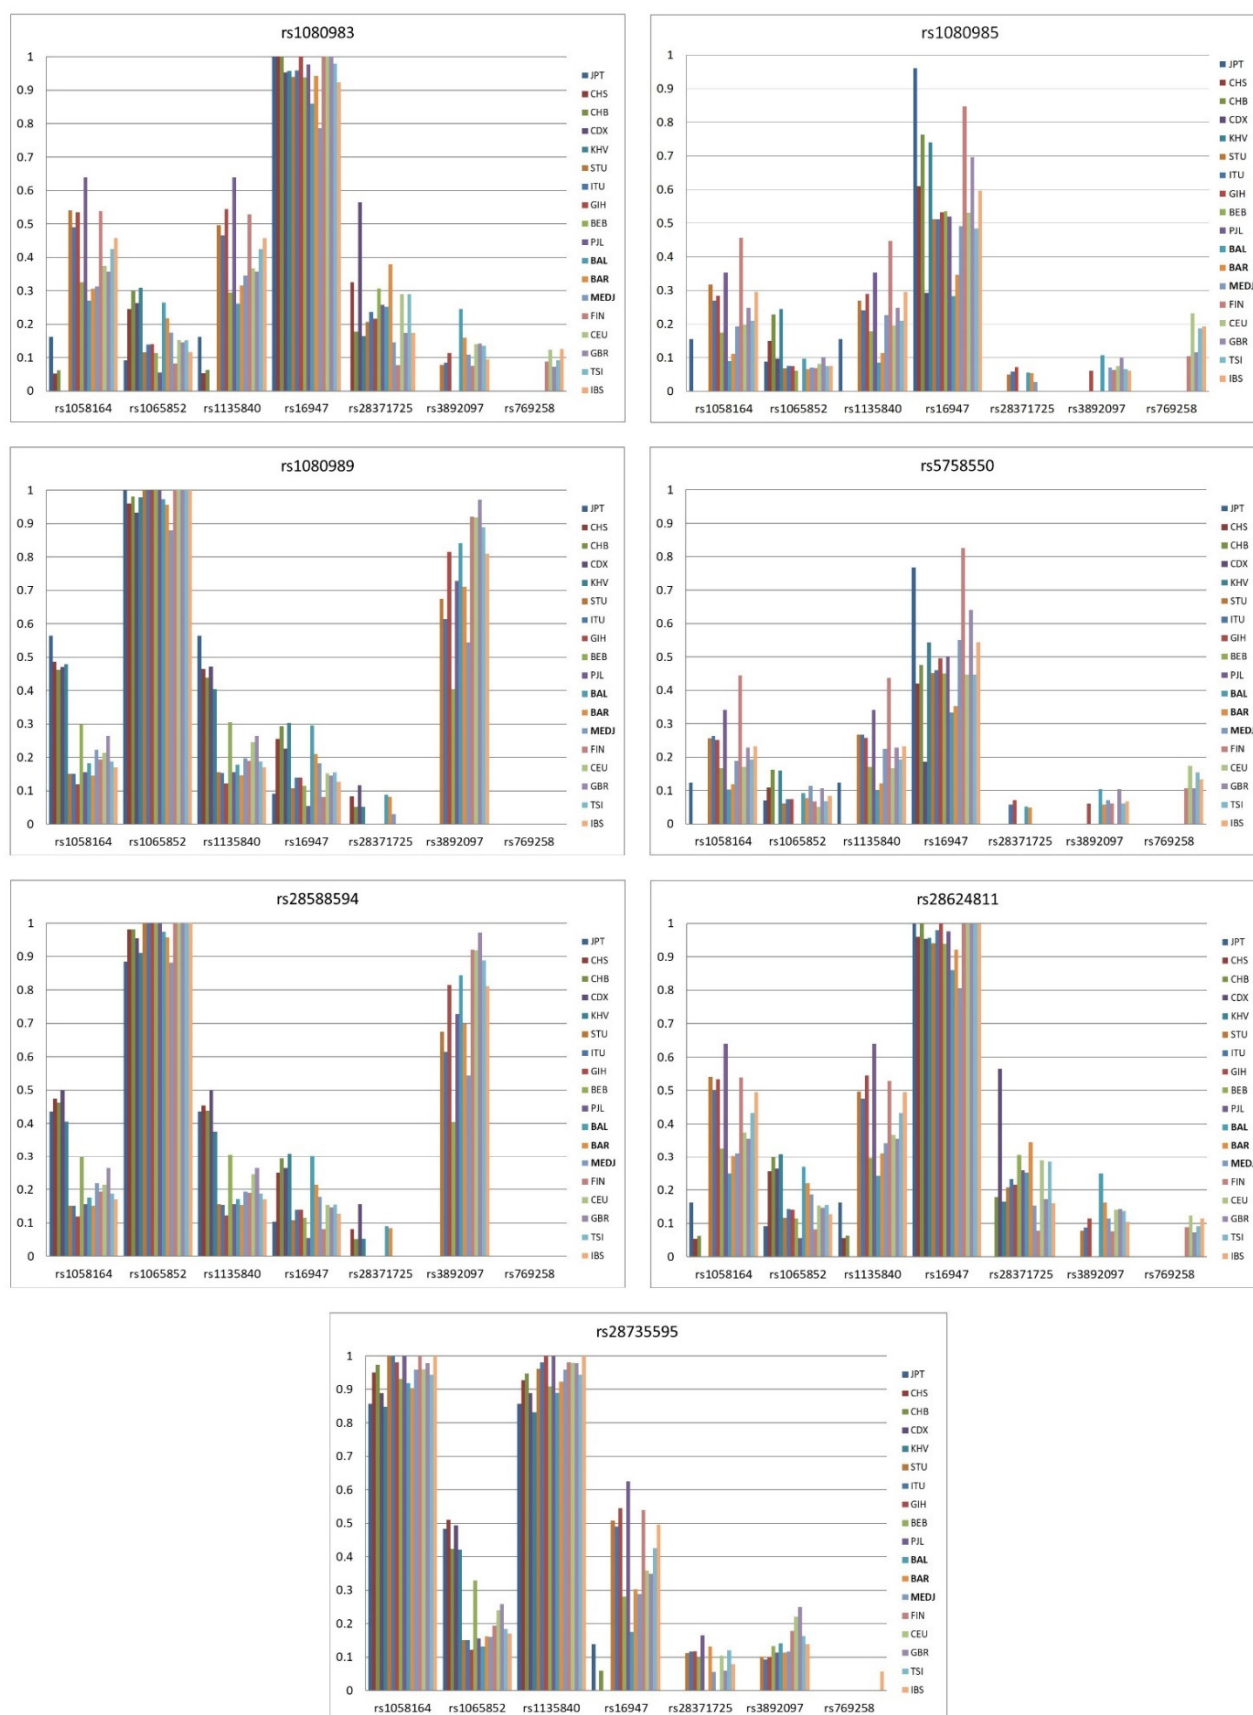 rs1080983
1
0.9
0.8
0.7
0.6
0.5
0.4
0.3
0.2
0.1
0
rs1058164 rs1065852 rs1135840 rs16947 rs28371725 rs3892097 rs769258
JPT
CHS
CHB
CDX
KHV
STU
ITU
GIH
BEB
PJL
BAL
BAR
MEDJ
FIN
CEU
GBR
TSI
IBS
rs1080985
1
0.9
0.8
0.7
0.6
0.5
0.4
0.3
0.2
0.1
0
rs1058164 rs1065852 rs1135840 rs16947 rs28371725 rs3892097 rs769258
JPT
CHS
CHB
CDX
KHV
STU
ITU
GIH
BEB
PJL
BAL
BAR
MEDJ
FIN
CEU
GBR
TSI
IBS
rs1080989
1
0.9
0.8
0.7
0.6
0.5
0.4
0.3
0.2
0.1
0
rs1058164 rs1065852 rs1135840 rs16947 rs28371725 rs3892097 rs769258
JPT
CHS
CHB
CDX
KHV
STU
ITU
GIH
BEB
PJL
BAL
BAR
MEDJ
FIN
CEU
GBR
TSI
IBS
rs5758550
1
0.9
0.8
0.7
0.6
0.5
0.4
0.3
0.2
0.1
0
rs1058164 rs1065852 rs1135840 rs16947 rs28371725 rs3892097 rs769258
JPT
CHS
CHB
CDX
KHV
STU
ITU
GIH
BEB
PJL
BAL
BAR
MEDJ
FIN
CEU
GBR
TSI
IBS
rs28588594
1
0.9
0.8
0.7
0.6
0.5
0.4
0.3
0.2
0.1
0
rs1058164 rs1065852 rs1135840 rs16947 rs28371725 rs3892097 rs769258
JPT
CHS
CHB
CDX
KHV
STU
ITU
GIH
BEB
PJL
BAL
BAR
MEDJ
FIN
CEU
GBR
TSI
IBS
rs28624811
1
0.9
0.8
0.7
0.6
0.5
0.4
0.3
0.2
0.1
0
rs1058164 rs1065852 rs1135840 rs16947 rs28371725 rs3892097 rs769258
JPT
CHS
CHB
CDX
KHV
STU
ITU
GIH
BEB
PJL
BAL
BAR
MEDJ
FIN
CEU
GBR
TSI
IBS
rs28735595
1
0.9
0.8
0.7
0.6
0.5
0.4
0.3
0.2
0.1
0
rs1058164 rs1065852 rs1135840 rs16947 rs28371725 rs3892097 rs769258
JPT
CHS
CHB
CDX
KHV
STU
ITU
GIH
BEB
PJL
BAL
BAR
MEDJ
FIN
CEU
GBR
TSI
IBS